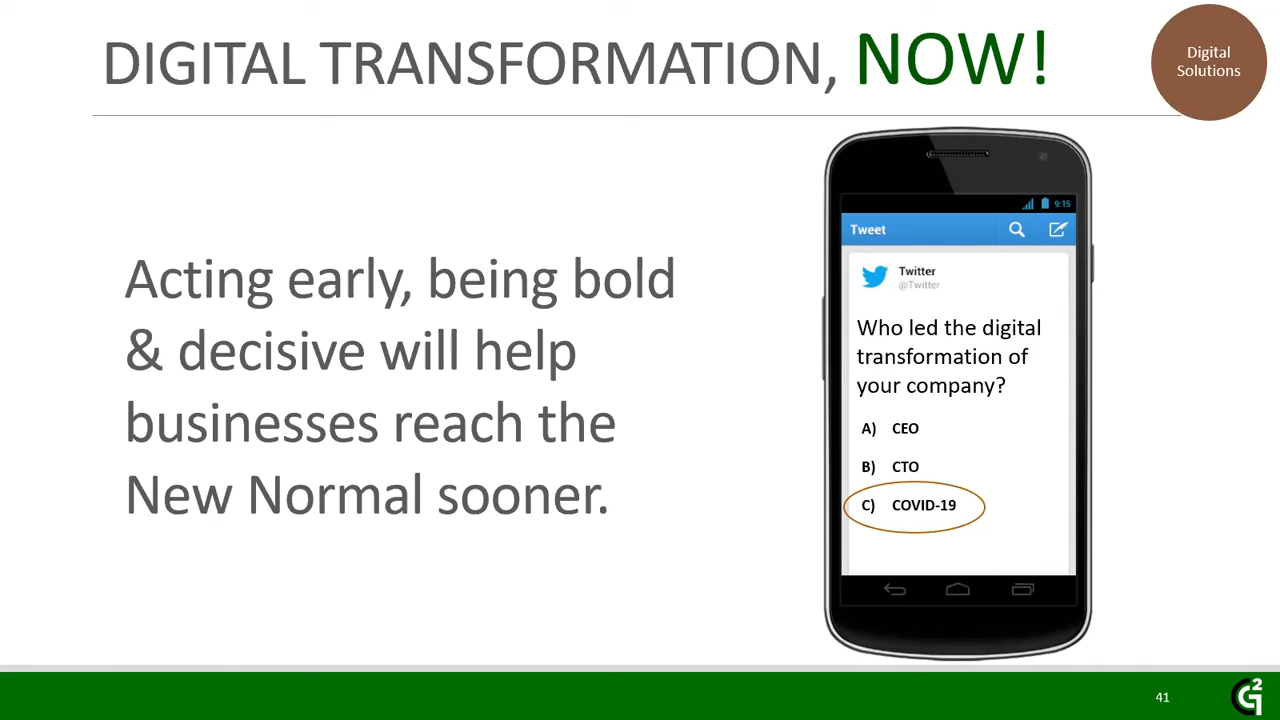 DIGITAL TRANSFORMATION, NOW!
Digital
Solutions
Acting early, being bold
& decisive will help
businesses reach the
New Normal sooner.
9:15
Tweet
Twitter
@Twitter
Who led the digital
transformation of
your company?
A) CEO
B) CTO
C) COVID-19
41
G2